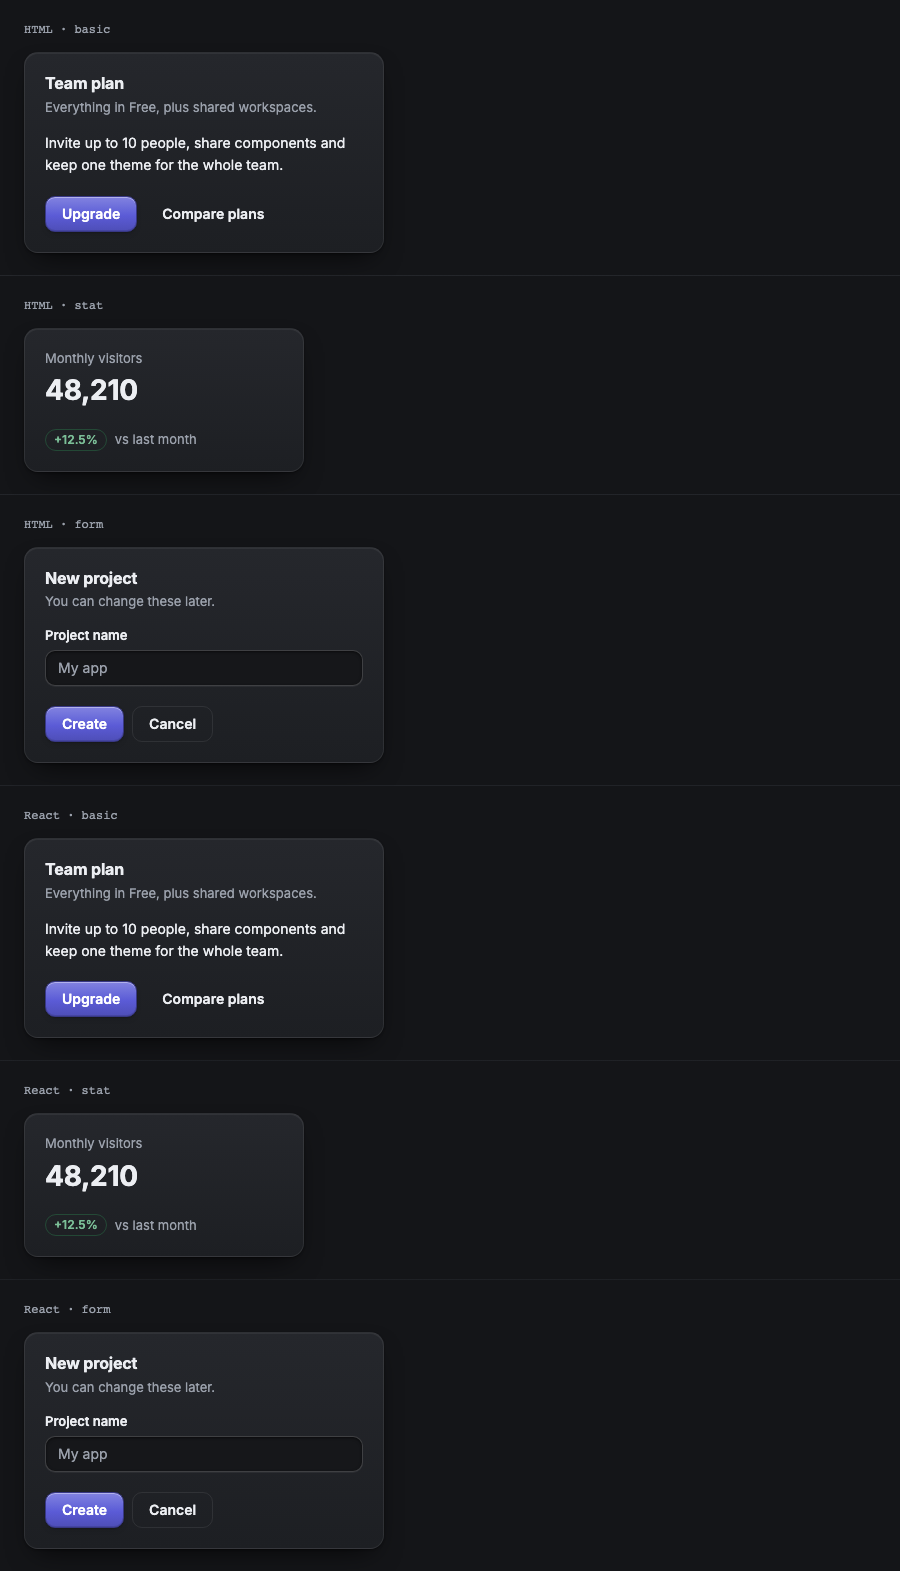 HTML · basic
Team plan
Everything in Free, plus shared workspaces.
Invite up to 10 people, share components and
keep one theme for the whole team.
Upgrade Compare plans
HTML · stat
Monthly visitors
48,210
+12.5% vs last month
HTML · form
New project
You can change these later.
Project name
My app
Create Cancel
React · basic
Team plan
Everything in Free, plus shared workspaces.
Invite up to 10 people, share components and
keep one theme for the whole team.
Upgrade Compare plans
React · stat
Monthly visitors
48,210
+12.5% vs last month
React · form
New project
You can change these later.
Project name
My app
Create Cancel